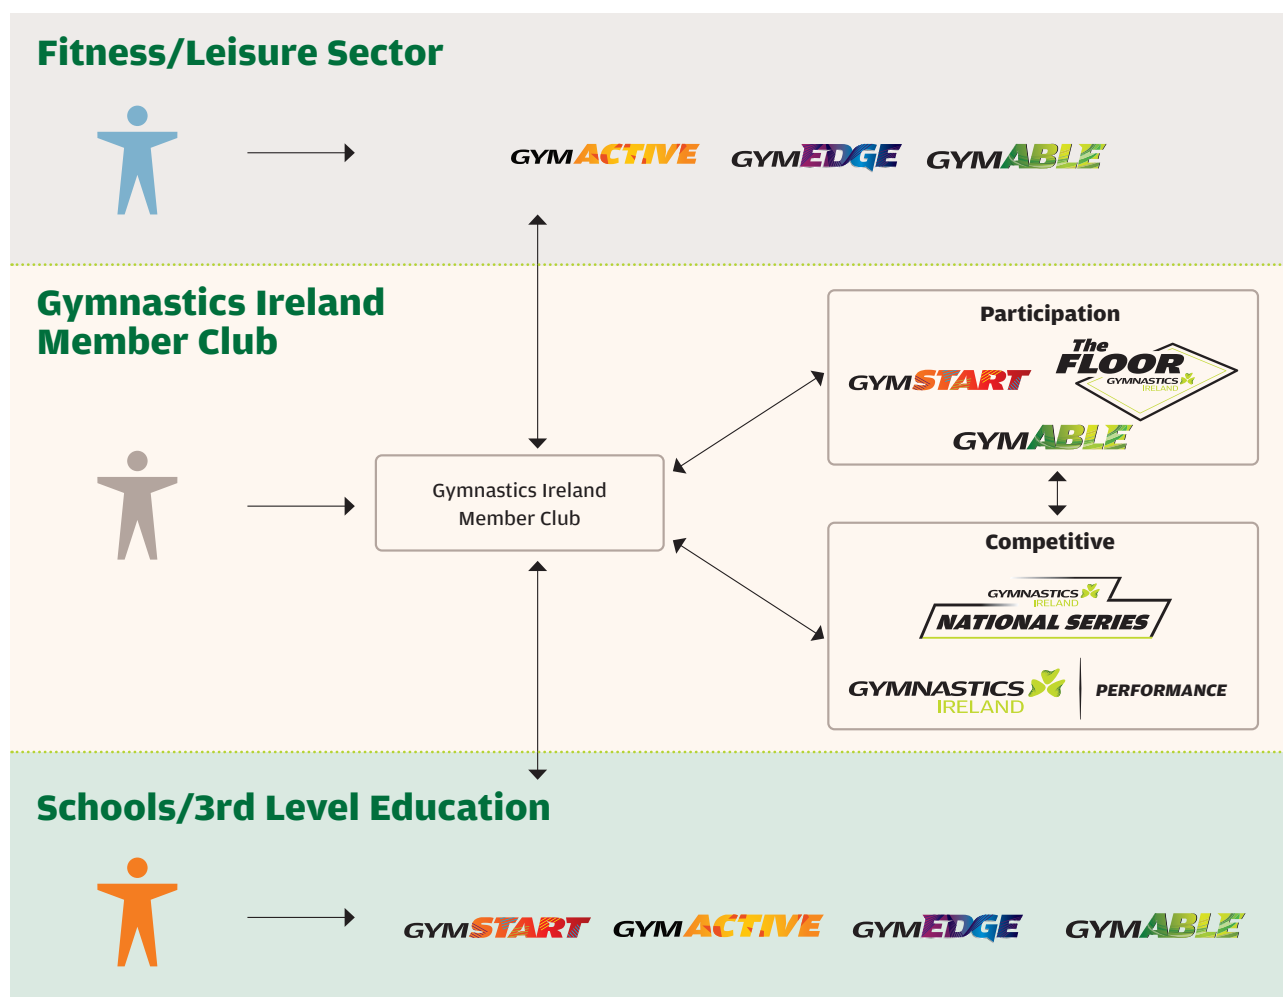 Fitness/Leisure Sector
GYMACTIVE GYMEDGE GYMABLE
Gymnastics Ireland
Member Club
Participation
The
FLOOR
GYMNASTICS
IRELAND
GYMSTART
GYMABLE
Gymnastics Ireland
Member Club
Competitive
GYMNASTICS
IRELAND
NATIONAL SERIES
GYMNASTICS
IRELAND
PERFORMANCE
Schools/3rd Level Education
GYMSTART GYMACTIVE GYMEDGE GYMABLE